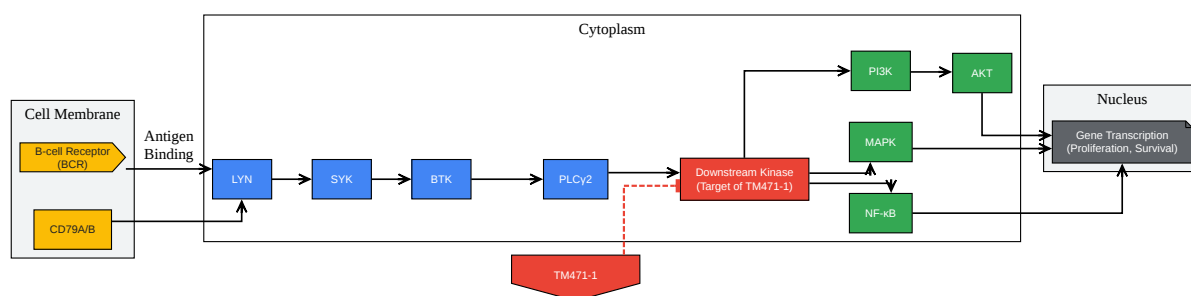 Cytoplasm
PI3K
AKT
Cell Membrane
Nucleus
Antigen
Binding
B-cell Receptor
(BCR)
Gene Transcription
(Proliferation, Survival)
MAPK
LYN
SYK
BTK
PLCγ2
Downstream Kinase
(Target of TM471-1)
NF-κB
CD79A/B
TM471-1